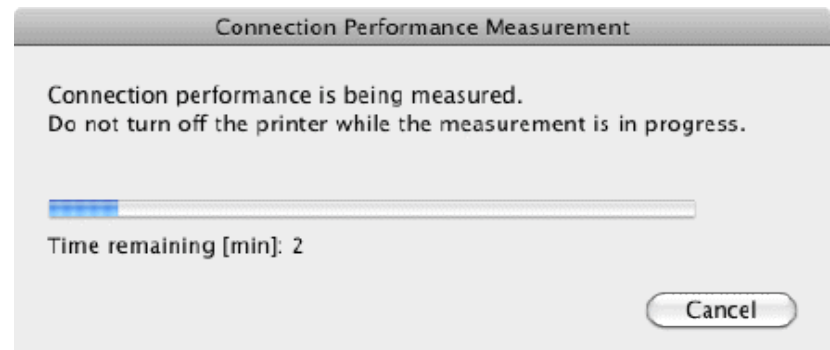 Connection Performance Measurement
Connection performance is being measured.
Do not turn off the printer while the measurement is in progress.
Time remaining [min]: 2
Cancel